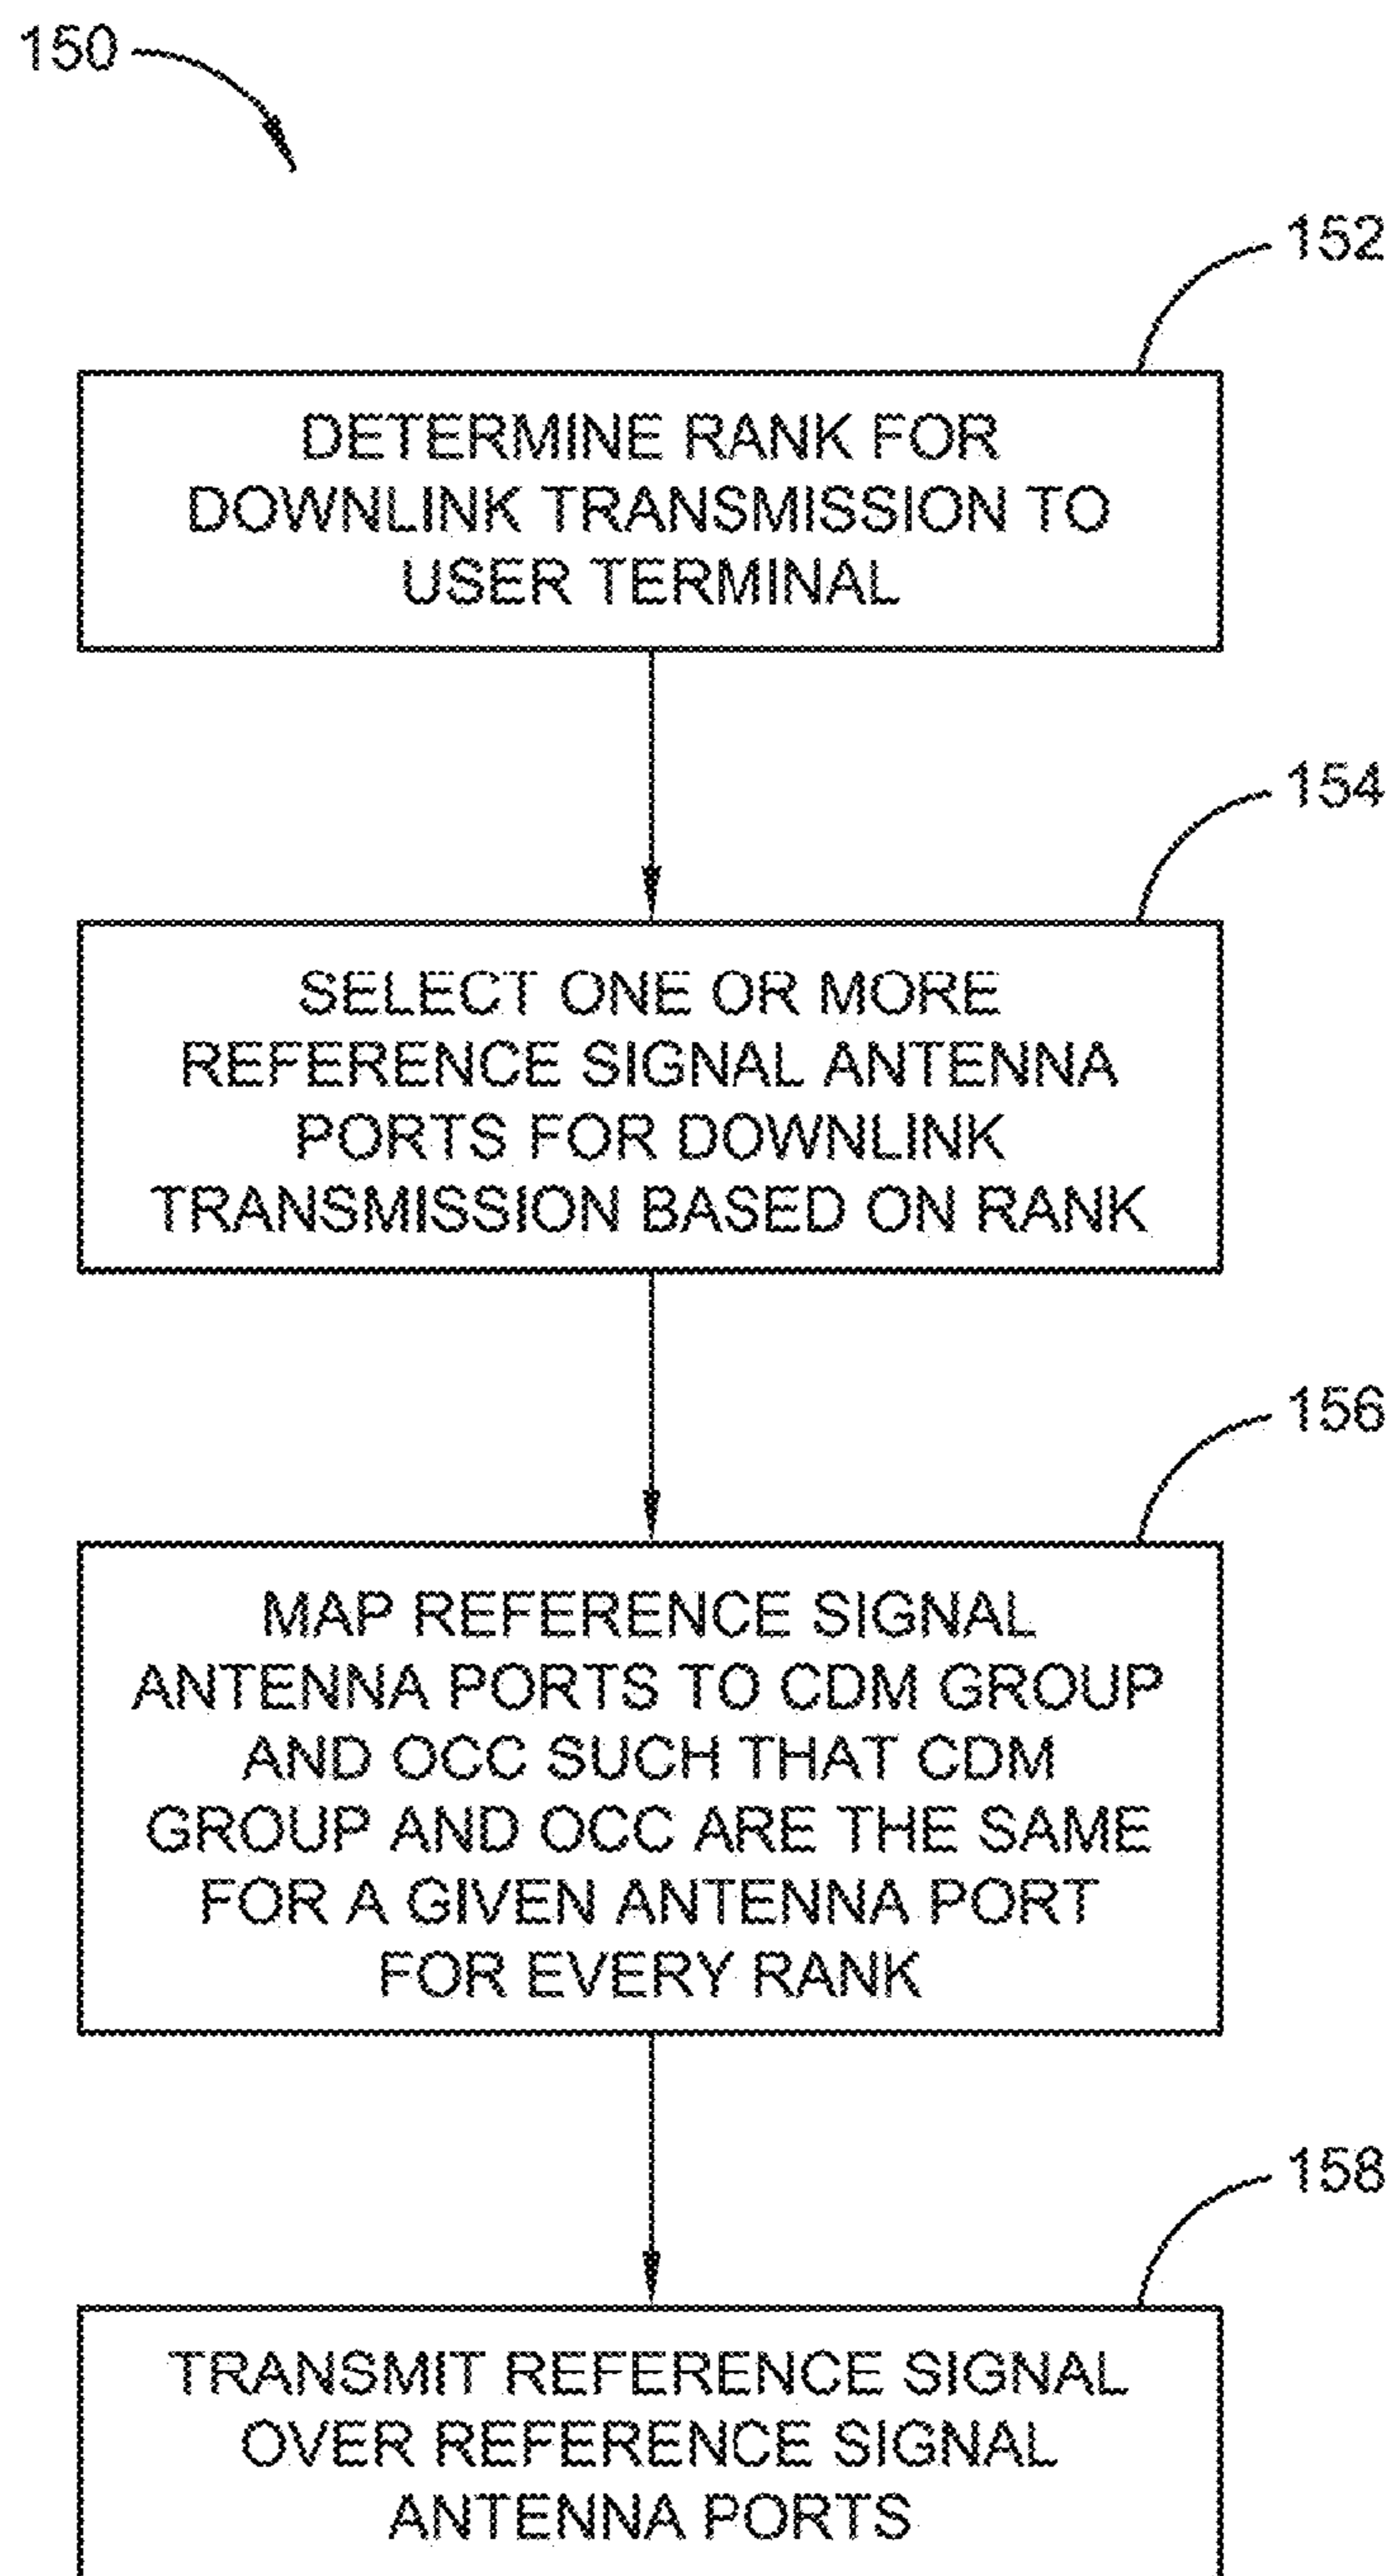 150
152
DETERMINE RANK FOR
DOWNLINK TRANSMISSION TO
USER TERMINAL
154
SELECT ONE OR MORE
REFERENCE SIGNAL ANTENNA
PORTS FOR DOWNLINK
TRANSMISSION BASED ON RANK
156
MAP REFERENCE SIGNAL
ANTENNA PORTS TO CDM GROUP
AND OCC SUCH THAT CDM
GROUP AND OCC ARE THE SAME
FOR A GIVEN ANTENNA PORT
FOR EVERY RANK
158
TRANSMIT REFERENCE SIGNAL
OVER REFERENCE SIGNAL
ANTENNA PORTS